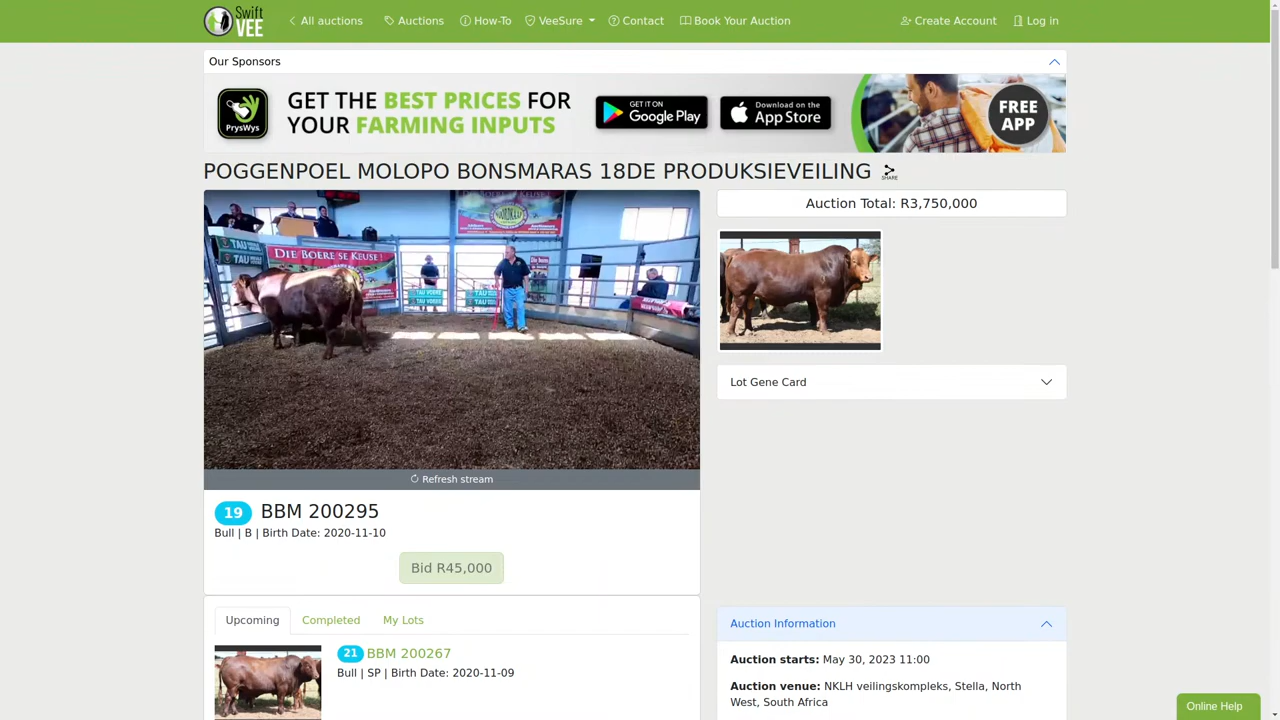 Swift VEE
All auctions
Auctions
How-To
VeeSure
Contact
Book Your Auction
Create Account
Log in
Our Sponsors
PrysWys
GET THE BEST PRICES FOR
YOUR FARMING INPUTS
GET IT ON
Google Play
Download on the
App Store
FREE
APP
POGGENPOEL MOLOPO BONSMARAS 18DE PRODUKSIEVEILING
SHARE
Auction Total: R3,750,000
DIE BOERE SE KEUSE!
TAU
TAU
Lot Gene Card
Refresh stream
19 BBM 200295
Bull | B | Birth Date: 2020-11-10
Bid R45,000
Upcoming
Completed
My Lots
21 BBM 200267
Bull | SP | Birth Date: 2020-11-09
Auction Information
Auction starts: May 30, 2023 11:00
Auction venue: NKLH veilingskompleks, Stella, North
West, South Africa
Online Help